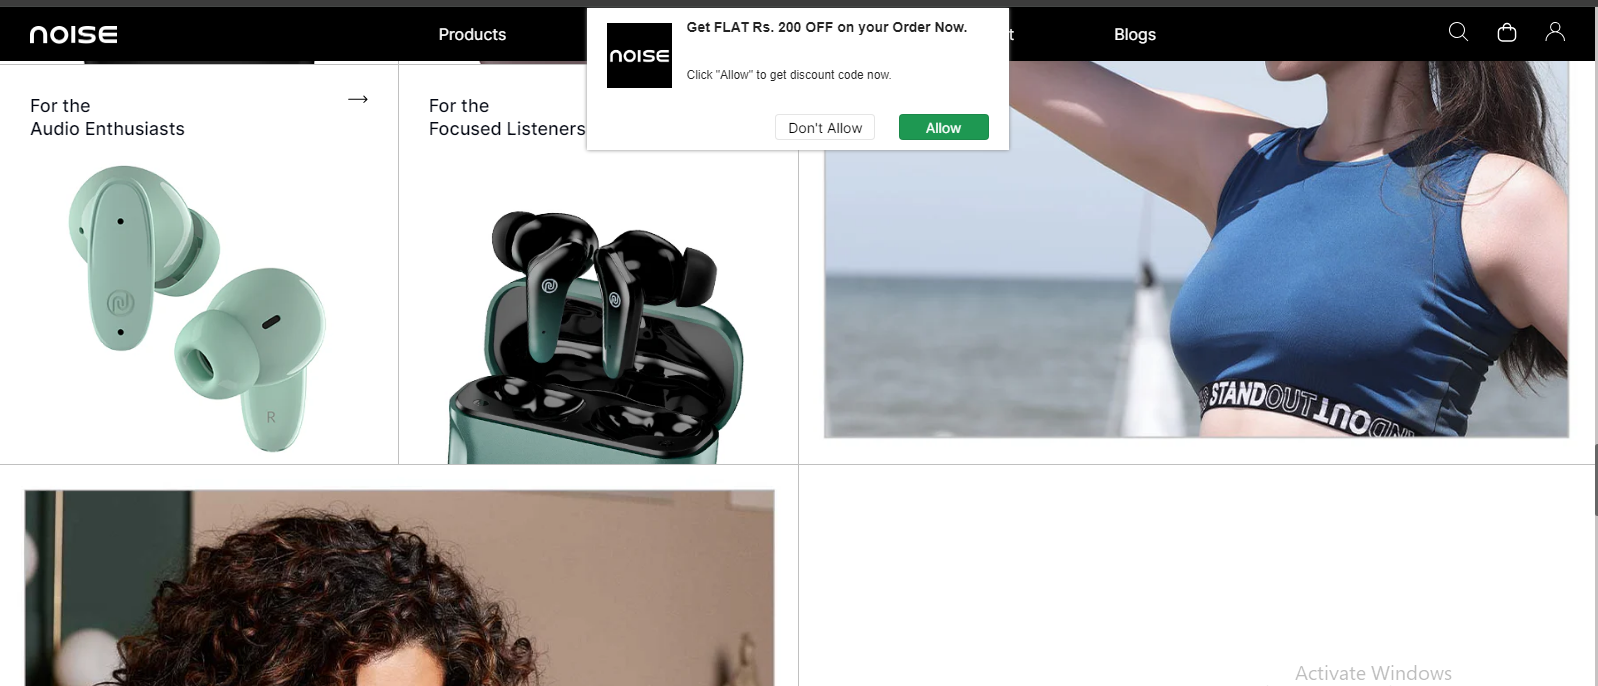 NOISE
Products
t
Blogs
NOISE
Get FLAT Rs. 200 OFF on your Order Now.
Click "Allow" to get discount code now.
Don't Allow
Allow
For the
Audio Enthusiasts
For the
Focused Listeners
R
STANDOUT
Activate Windows